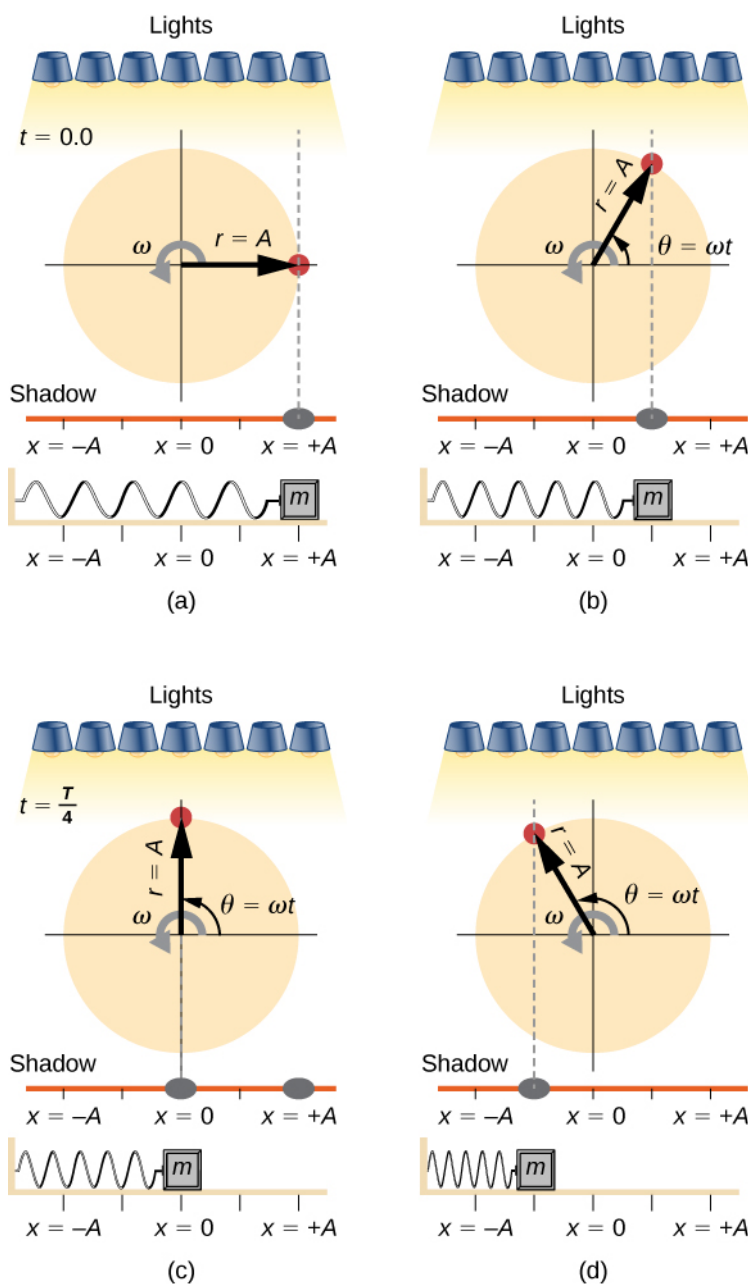 Lights
t = 0.0
ω
r = A
Shadow
x = –A x = 0 x = +A
m
x = –A x = 0 x = +A
(a)
Lights
r = A
ω
θ = ωt
Shadow
x = –A x = 0 x = +A
m
x = –A x = 0 x = +A
(b)
Lights
t = T/4
r = A
ω
θ = ωt
Shadow
x = –A x = 0 x = +A
m
x = –A x = 0 x = +A
(c)
Lights
r = A
ω
θ = ωt
Shadow
x = –A x = 0 x = +A
m
x = –A x = 0 x = +A
(d)